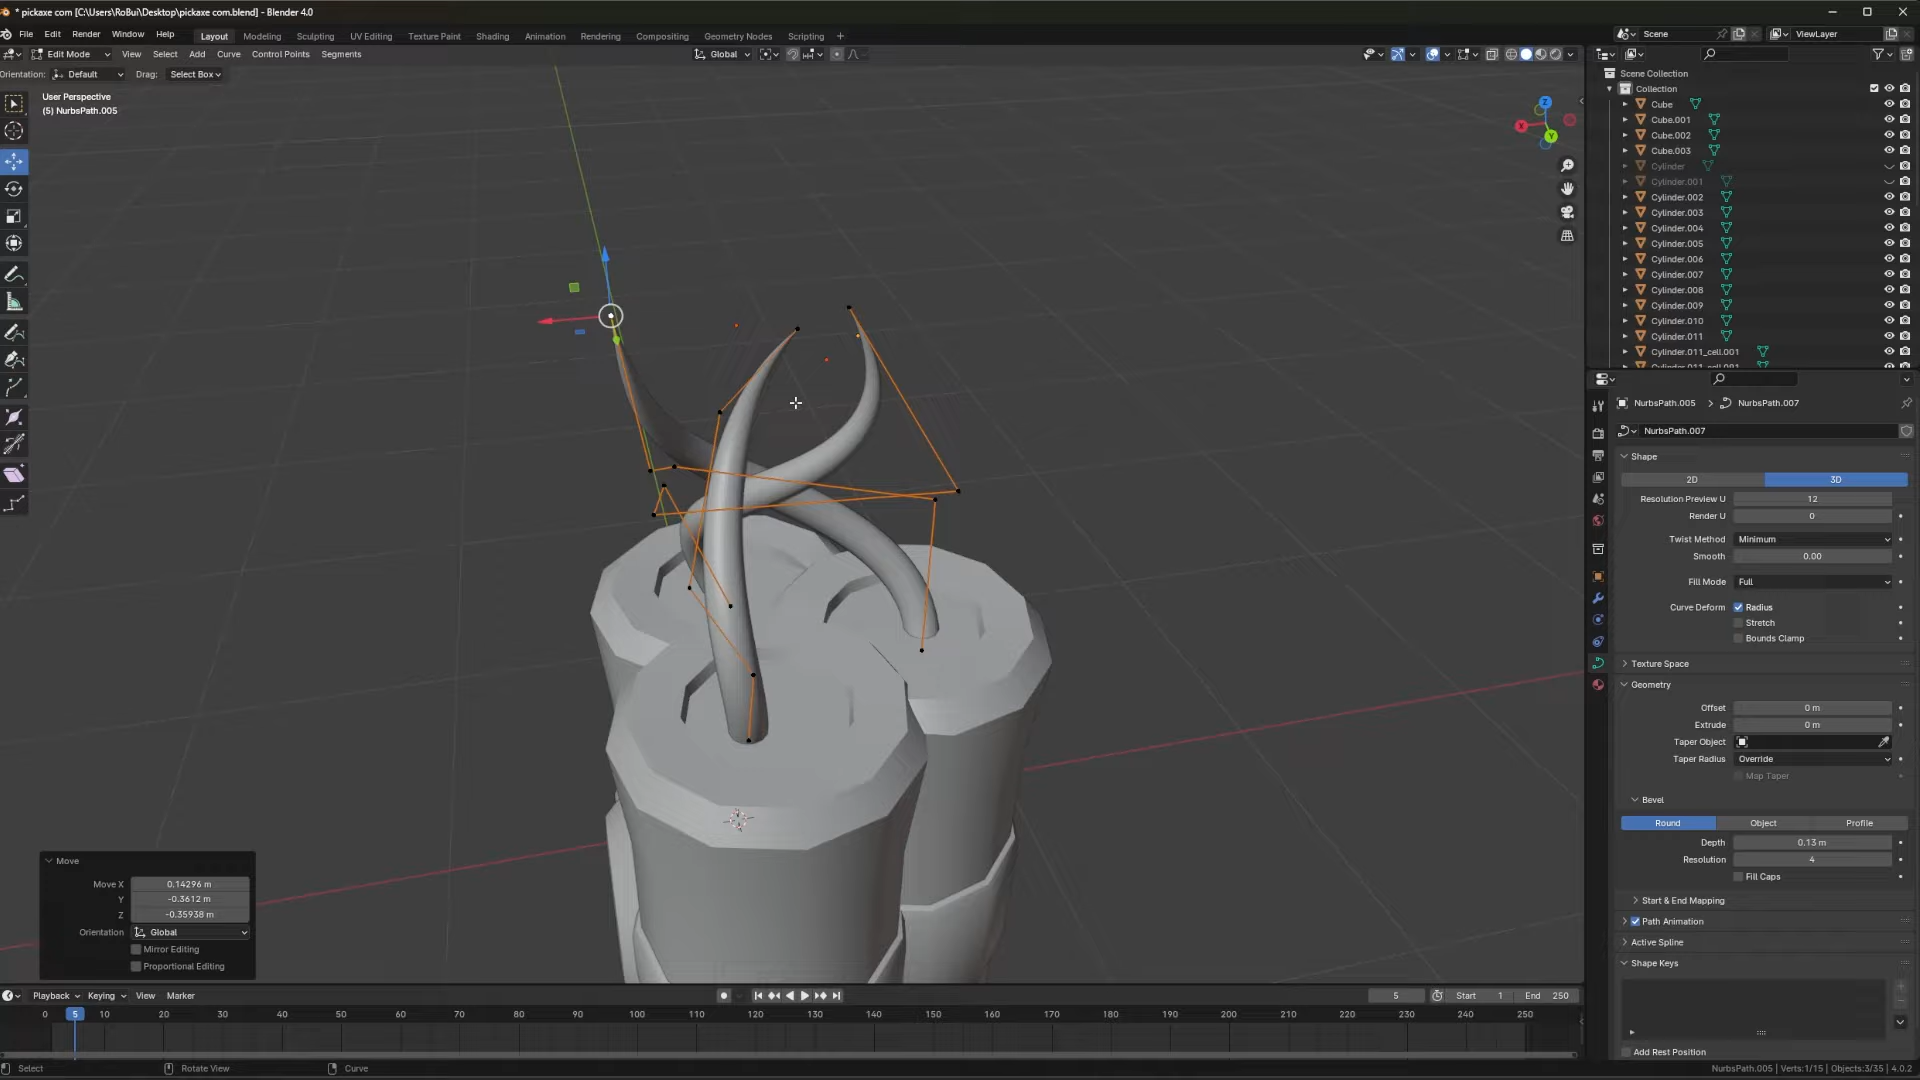 * pickaxe com [C:\Users\RoBui\Desktop\pickaxe com.blend] - Blender 4.0
File Edit Render Window Help Layout Modeling Sculpting UV Editing Texture Paint Shading Animation Rendering Compositing Geometry Nodes Scripting + Scene ViewLayer
Edit Mode View Select Add Curve Control Points Segments Global
Orientation: Default Drag: Select Box
User Perspective
(5) NurbsPath.005
Z
X
Y
Scene Collection
Collection
Cube
Cube.001
Cube.002
Cube.003
Cylinder
Cylinder.001
Cylinder.002
Cylinder.003
Cylinder.004
Cylinder.005
Cylinder.006
Cylinder.007
Cylinder.008
Cylinder.009
Cylinder.010
Cylinder.011
Cylinder.011_cell.001
NurbsPath.005 > NurbsPath.007
NurbsPath.007
Shape
2D 3D
Resolution Preview U 12
Render U 0
Twist Method Minimum
Smooth 0.00
Fill Mode Full
Curve Deform Radius
Stretch
Bounds Clamp
Texture Space
Geometry
Offset 0 m
Extrude 0 m
Taper Object
Taper Radius Override
Map Taper
Bevel
Round Object Profile
Depth 0.13 m
Resolution 4
Fill Caps
Start & End Mapping
Path Animation
Active Spline
Shape Keys
Add Rest Position
Move
Move X 0.14296 m
Y -0.3612 m
Z -0.35938 m
Orientation Global
Mirror Editing
Proportional Editing
Playback Keying View Marker 5 Start 1 End 250
0 5 10 20 30 40 50 60 70 80 90 100 110 120 130 140 150 160 170 180 190 200 210 220 230 240 250
Select Rotate View Curve NurbsPath.005 | Verts:1/15 | Objects:3/35 | 4.0.2